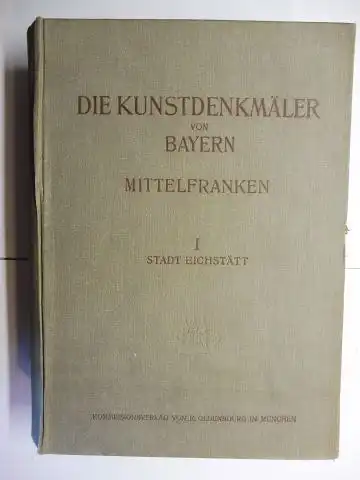 DIE KUNSTDENKMÄLER
VON
BAYERN
MITTELFRANKEN
I
STADT EICHSTÄTT
KOMMISSIONSVERLAG VON R. OLDENBOURG IN MÜNCHEN